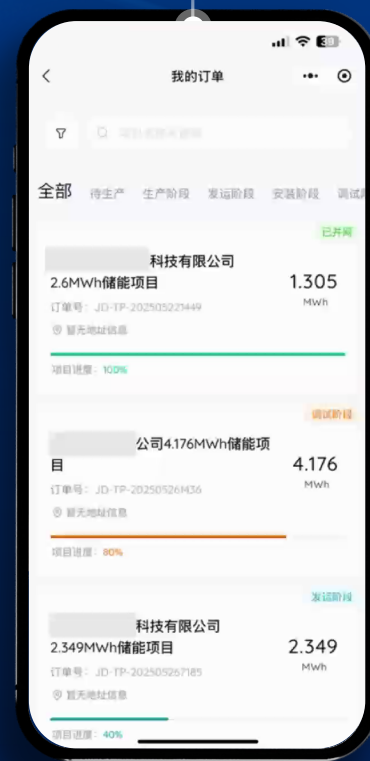 39
我的订单
全部 待生产 生产阶段 发运阶段 安装阶段 调试
已并网
科技有限公司
2.6MWh储能项目
1.305
MWh
订单号：JD-TP-202505221449
暂无地址信息
项目进度：100%
调试阶段
公司4.176MWh储能项
目
4.176
MWh
订单号：JD-TP-202505261436
暂无地址信息
项目进度：80%
发运阶段
科技有限公司
2.349MWh储能项目
2.349
MWh
订单号：JD-TP-202505267185
暂无地址信息
项目进度：40%